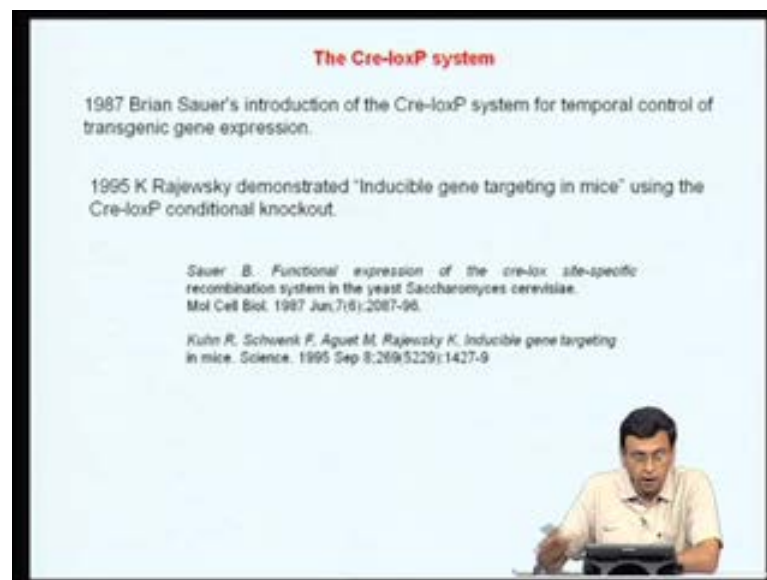 The Cre-loxP system
1987 Brian Sauer's introduction of the Cre-loxP system for temporal control of
transgenic gene expression.
1995 K Rajewsky demonstrated "Inducible gene targeting in mice" using the
Cre-loxP conditional knockout.
Sauer B. Functional expression of the cre-lox site-specific
recombination system in the yeast Saccharomyces cerevisiae.
Mol Cell Biol. 1987 Jun;7(6):2087-96.
Kuhn R, Schwenk F, Aguet M, Rajewsky K. Inducible gene targeting
in mice. Science. 1995 Sep 8;269(5229):1427-9